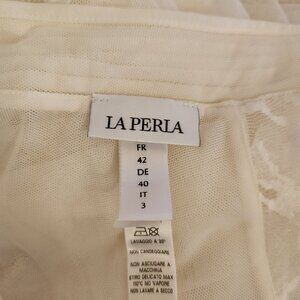 LA PERLA
FR
42
DE
40
IT
3
LAVAGGIO A 30°
NON CANDEGGIARE
NON ASCIUGARE A
MACCHINA
STIRO DELICATO MAX
110°C NO VAPORE
NON LAVARE A SECCO